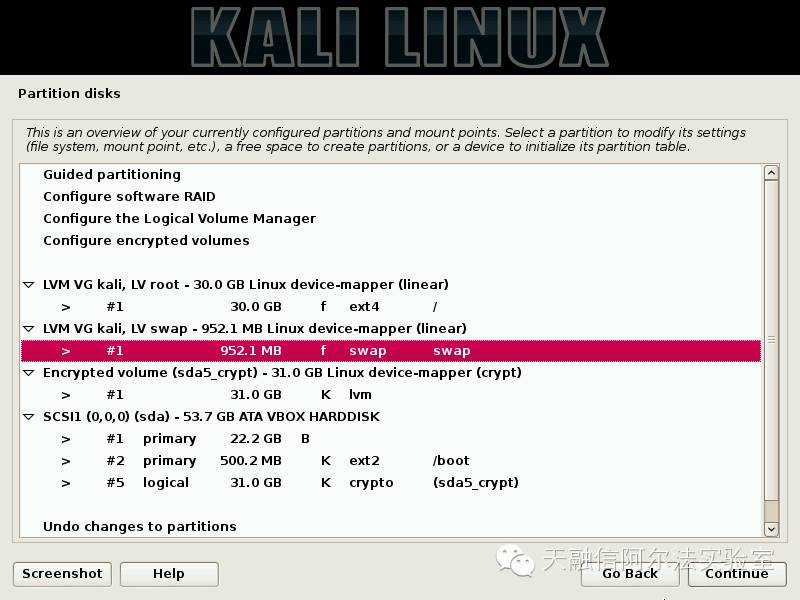 KALI LINUX
Partition disks
This is an overview of your currently configured partitions and mount points. Select a partition to modify its settings
(file system, mount point, etc.), a free space to create partitions, or a device to initialize its partition table.
Guided partitioning
Configure software RAID
Configure the Logical Volume Manager
Configure encrypted volumes
LVM VG kali, LV root - 30.0 GB Linux device-mapper (linear)
> #1 30.0 GB f ext4 /
LVM VG kali, LV swap - 952.1 MB Linux device-mapper (linear)
> #1 952.1 MB f swap swap
Encrypted volume (sda5_crypt) - 31.0 GB Linux device-mapper (crypt)
> #1 31.0 GB K lvm
SCSI1 (0,0,0) (sda) - 53.7 GB ATA VBOX HARDDISK
> #1 primary 22.2 GB B
> #2 primary 500.2 MB K ext2 /boot
> #5 logical 31.0 GB K crypto (sda5_crypt)
Undo changes to partitions
天融信阿尔法实验室
Screenshot Help Go Back Continue